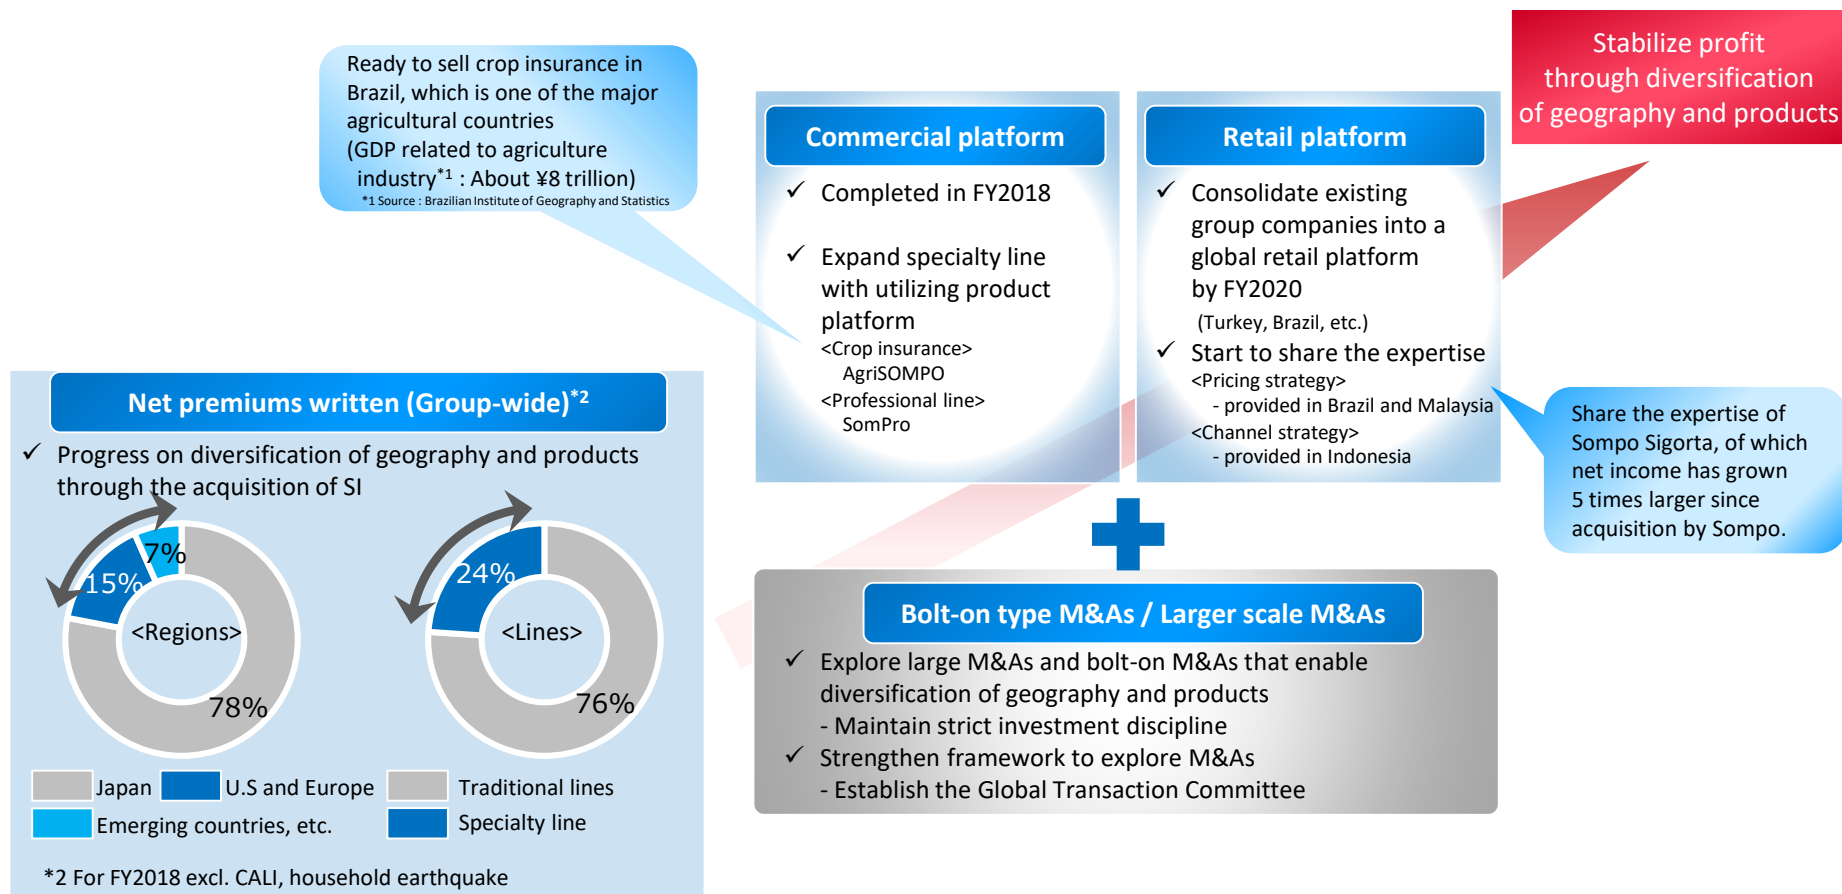 Stabilize profit
through diversification
of geography and products
Ready to sell crop insurance in
Brazil, which is one of the major
agricultural countries
(GDP related to agriculture
industry*1 : About ¥8 trillion)
*1 Source : Brazilian Institute of Geography and Statistics
Commercial platform
✓ Completed in FY2018
✓ Expand specialty line
with utilizing product
platform
<Crop insurance>
AgriSOMPO
<Professional line>
SomPro
Retail platform
✓ Consolidate existing
group companies into a
global retail platform
by FY2020
(Turkey, Brazil, etc.)
✓ Start to share the expertise
<Pricing strategy>
- provided in Brazil and Malaysia
<Channel strategy>
- provided in Indonesia
Share the expertise of
Sompo Sigorta, of which
net income has grown
5 times larger since
acquisition by Sompo.
Net premiums written (Group-wide)*2
✓ Progress on diversification of geography and products
through the acquisition of SI
7%
15%
<Regions>
78%
24%
<Lines>
76%
Japan
U.S and Europe
Emerging countries, etc.
Traditional lines
Specialty line
*2 For FY2018 excl. CALI, household earthquake
Bolt-on type M&As / Larger scale M&As
✓ Explore large M&As and bolt-on M&As that enable
diversification of geography and products
- Maintain strict investment discipline
✓ Strengthen framework to explore M&As
- Establish the Global Transaction Committee